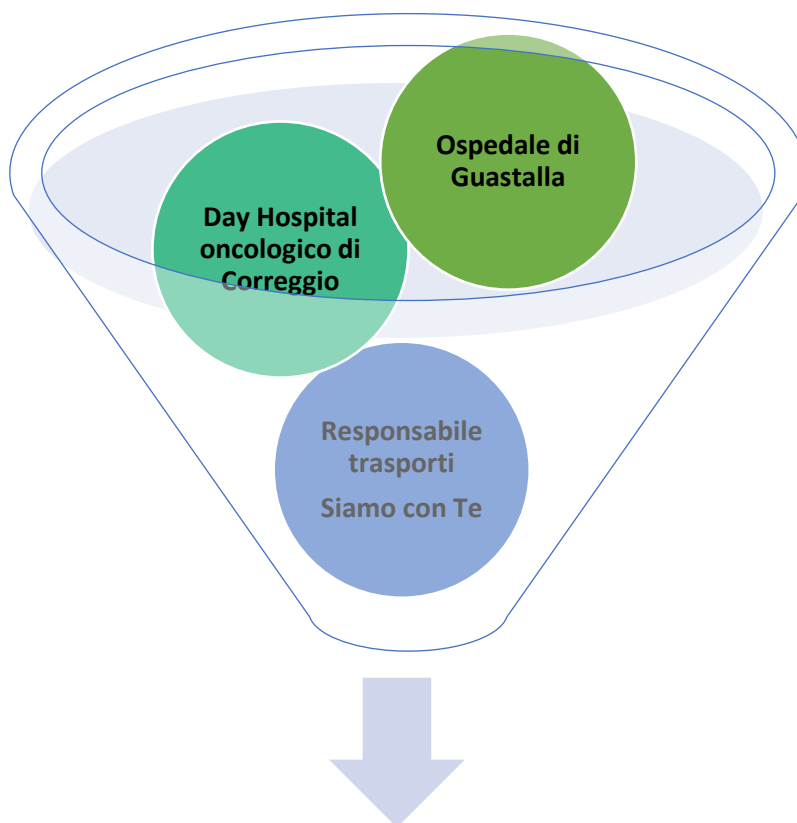 Ospedale di
Guastalla
Day Hospital
oncologico di
Correggio
Responsabile
trasporti
Siamo con Te